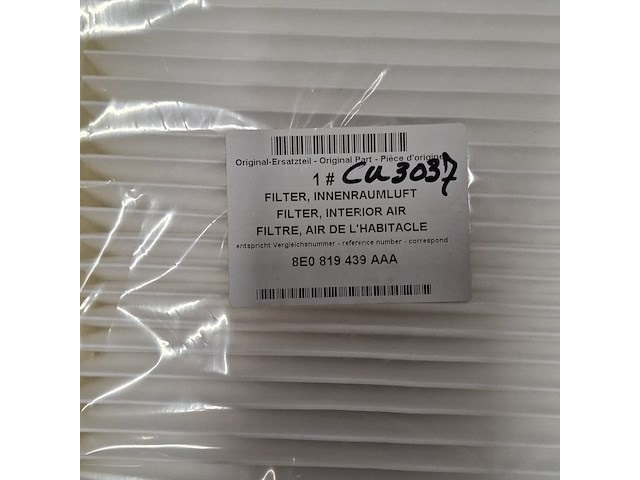 Original-Ersatzteil - Original Part - Pièce d'origine
1 # CU3037
FILTER, INNENRAUMLUFT
FILTER, INTERIOR AIR
FILTRE, AIR DE L'HABITACLE
entspricht Vergleichsnummer - reference number - correspond
8E0 819 439 AAA